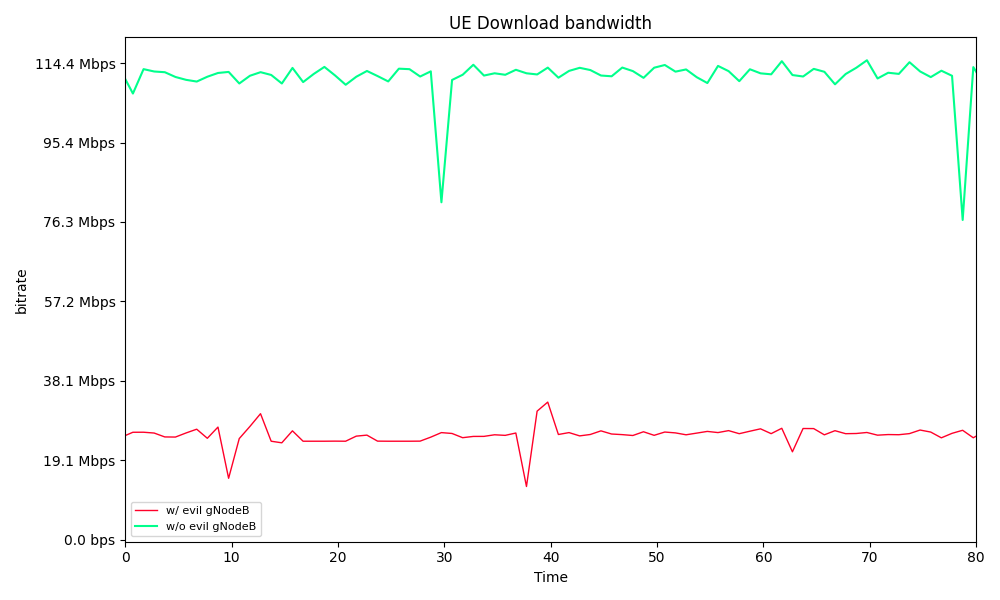 UE Download bandwidth
114.4 Mbps
95.4 Mbps
76.3 Mbps
57.2 Mbps
38.1 Mbps
19.1 Mbps
0.0 bps
bitrate
w/ evil gNodeB
w/o evil gNodeB
0 10 20 30 40 50 60 70 80
Time